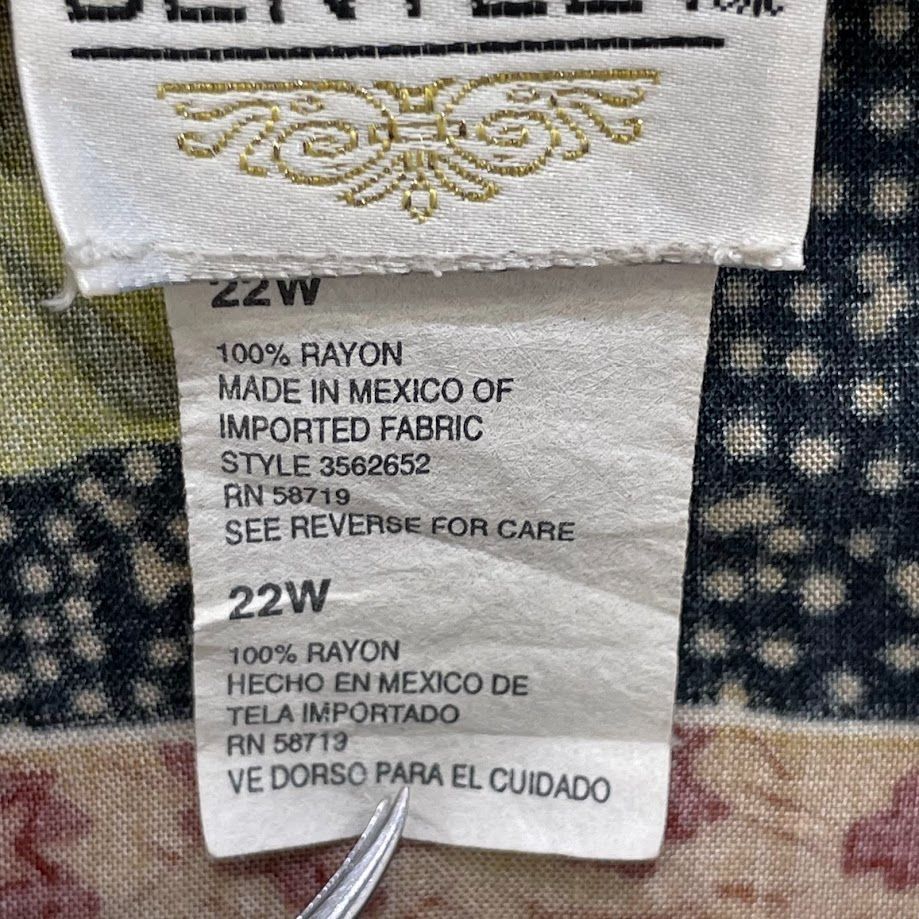 22W
100% RAYON
MADE IN MEXICO OF
IMPORTED FABRIC
STYLE 3562652
RN 58719
SEE REVERSE FOR CARE
22W
100% RAYON
HECHO EN MEXICO DE
TELA IMPORTADO
RN 58719
VE DORSO PARA EL CUIDADO